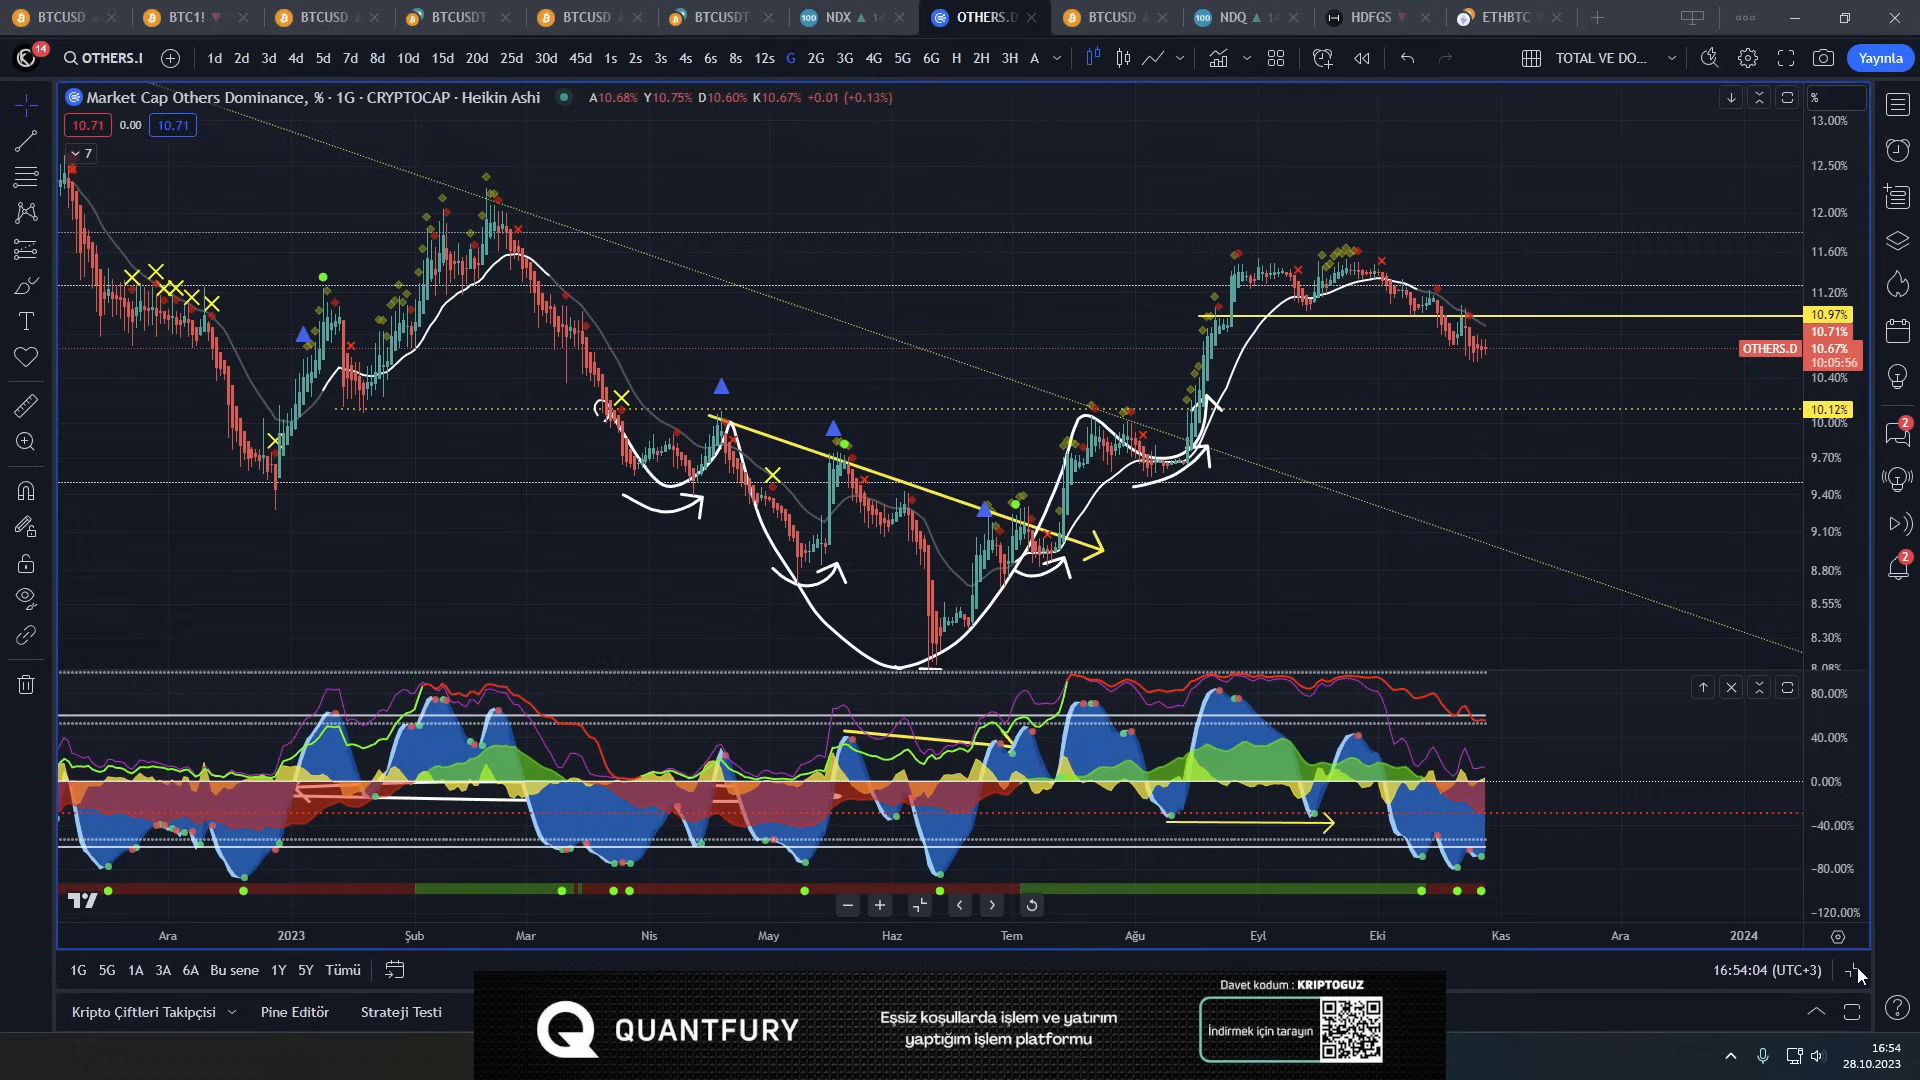 BTCUSD
BTC1!
BTCUSD
BTCUSDT
BTCUSD
BTCUSDT
NDX 14
OTHERS.D
BTCUSD
NDQ 14
HDFGS
ETHBTC
14
OTHERS.I
1d 2d 3d 4d 5d 7d 8d 10d 15d 20d 25d 30d 45d 1s 2s 3s 4s 6s 8s 12s G 2G 3G 4G 5G 6G H 2H 3H A
TOTAL VE DO...
Yayınla
Market Cap Others Dominance, % · 1G · CRYPTOCAP · Heikin Ashi
A10.68% Y10.75% D10.60% K10.67% +0.01 (+0.13%)
10.71 0.00 10.71
7
%
13.00%
12.50%
12.00%
11.60%
11.20%
10.97%
10.71%
OTHERS.D 10.67%
10:05:56
10.40%
10.12%
10.00%
9.70%
9.40%
9.10%
8.80%
8.55%
8.30%
8.08%
80.00%
40.00%
0.00%
−40.00%
−80.00%
−120.00%
2
2
Ara 2023 Şub Mar Nis May Haz Tem Ağu Eyl Eki Kas Ara 2024
1G 5G 1A 3A 6A Bu sene 1Y 5Y Tümü
16:54:04 (UTC+3)
Kripto Çiftleri Takipçisi Pine Editörü Strateji Testi
QUANTFURY
Eşsiz koşullarda işlem ve yatırım
yaptığım işlem platformu
Davet kodum : KRIPTOGUZ
İndirmek için tarayın
16:54
28.10.2023